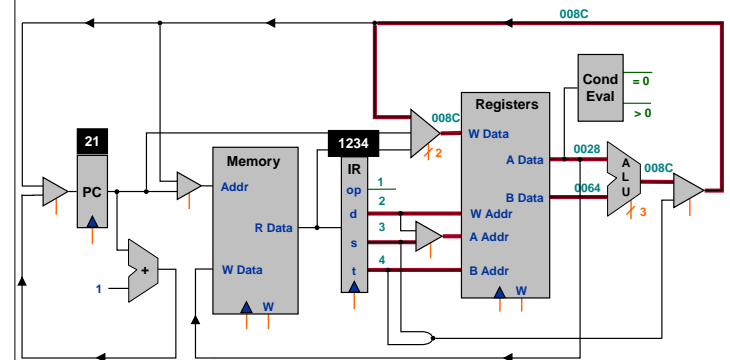 008C
Cond
Eval
= 0
> 0
Registers
008C
W Data
2
21
1234
Memory
IR
A Data
0028
A
L
U
008C
PC
Addr
op
1
B Data
0064
3
2
d
W Addr
R Data
3
s
A Addr
+
W Data
4
t
B Addr
1
W
W